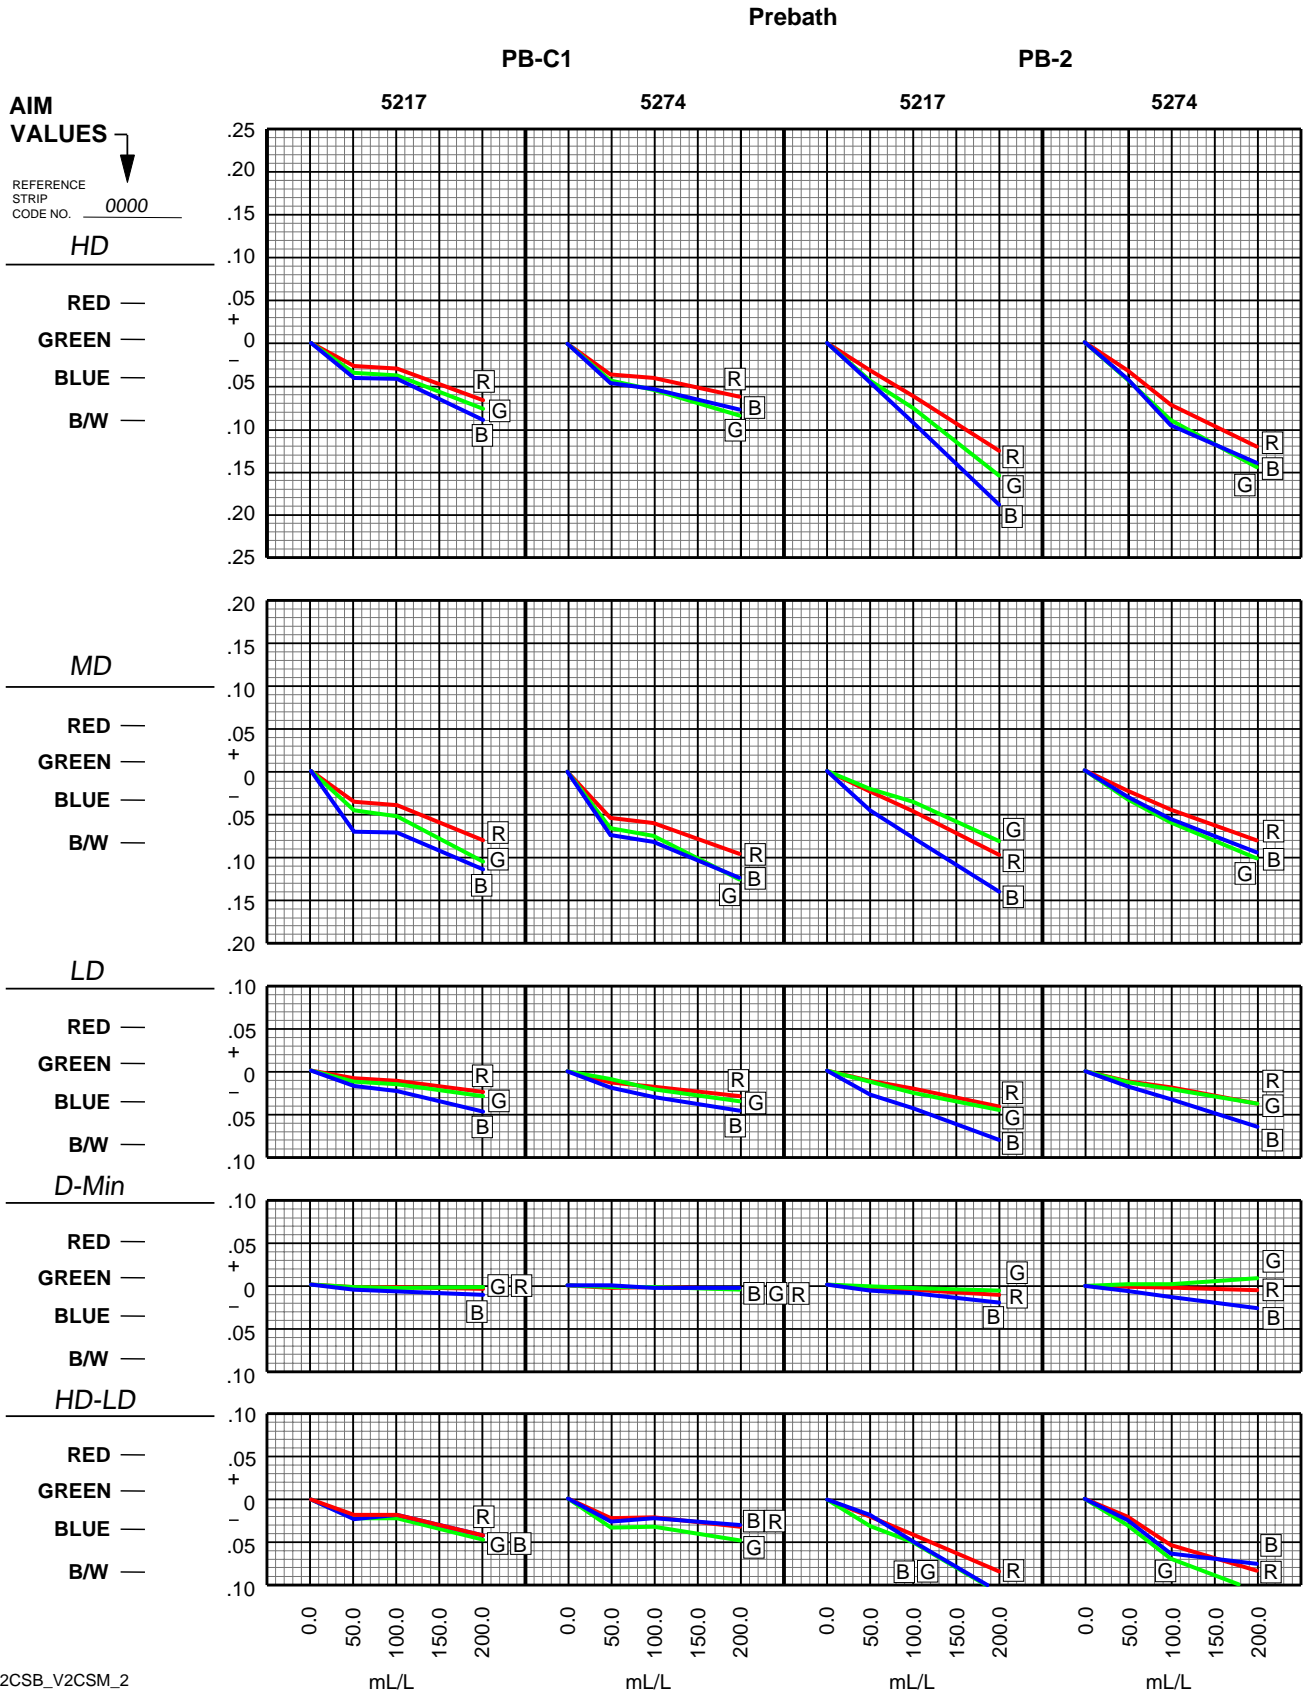 Prebath
PB-C1 PB-2
5217 5274 5217 5274
AIM
VALUES
REFERENCE
STRIP
CODE NO. 0000
HD
RED —
GREEN —
BLUE —
B/W —
.25
.20
.15
.10
.05
+
0
–
.05
.10
.15
.20
.25
R
G
B
R
B
G
R
G
B
R
B
G
MD
RED —
GREEN —
BLUE —
B/W —
.20
.15
.10
.05
+
0
–
.05
.10
.15
.20
R
G
B
R
B
G
G
R
B
R
B
G
LD
RED —
GREEN —
BLUE —
B/W —
.10
.05
+
0
–
.05
.10
R
G
B
R
G
B
R
G
B
R
G
B
D-Min
RED —
GREEN —
BLUE —
B/W —
.10
.05
+
0
–
.05
.10
G R
B
B G R
G
R
B
G
R
B
HD-LD
RED —
GREEN —
BLUE —
B/W —
.10
.05
+
0
–
.05
.10
R
G B
B R
G
R
B G
B
R
G
0.0 50.0 100.0 150.0 200.0 0.0 50.0 100.0 150.0 200.0 0.0 50.0 100.0 150.0 200.0 0.0 50.0 100.0 150.0 200.0
mL/L mL/L mL/L mL/L
2CSB_V2CSM_2